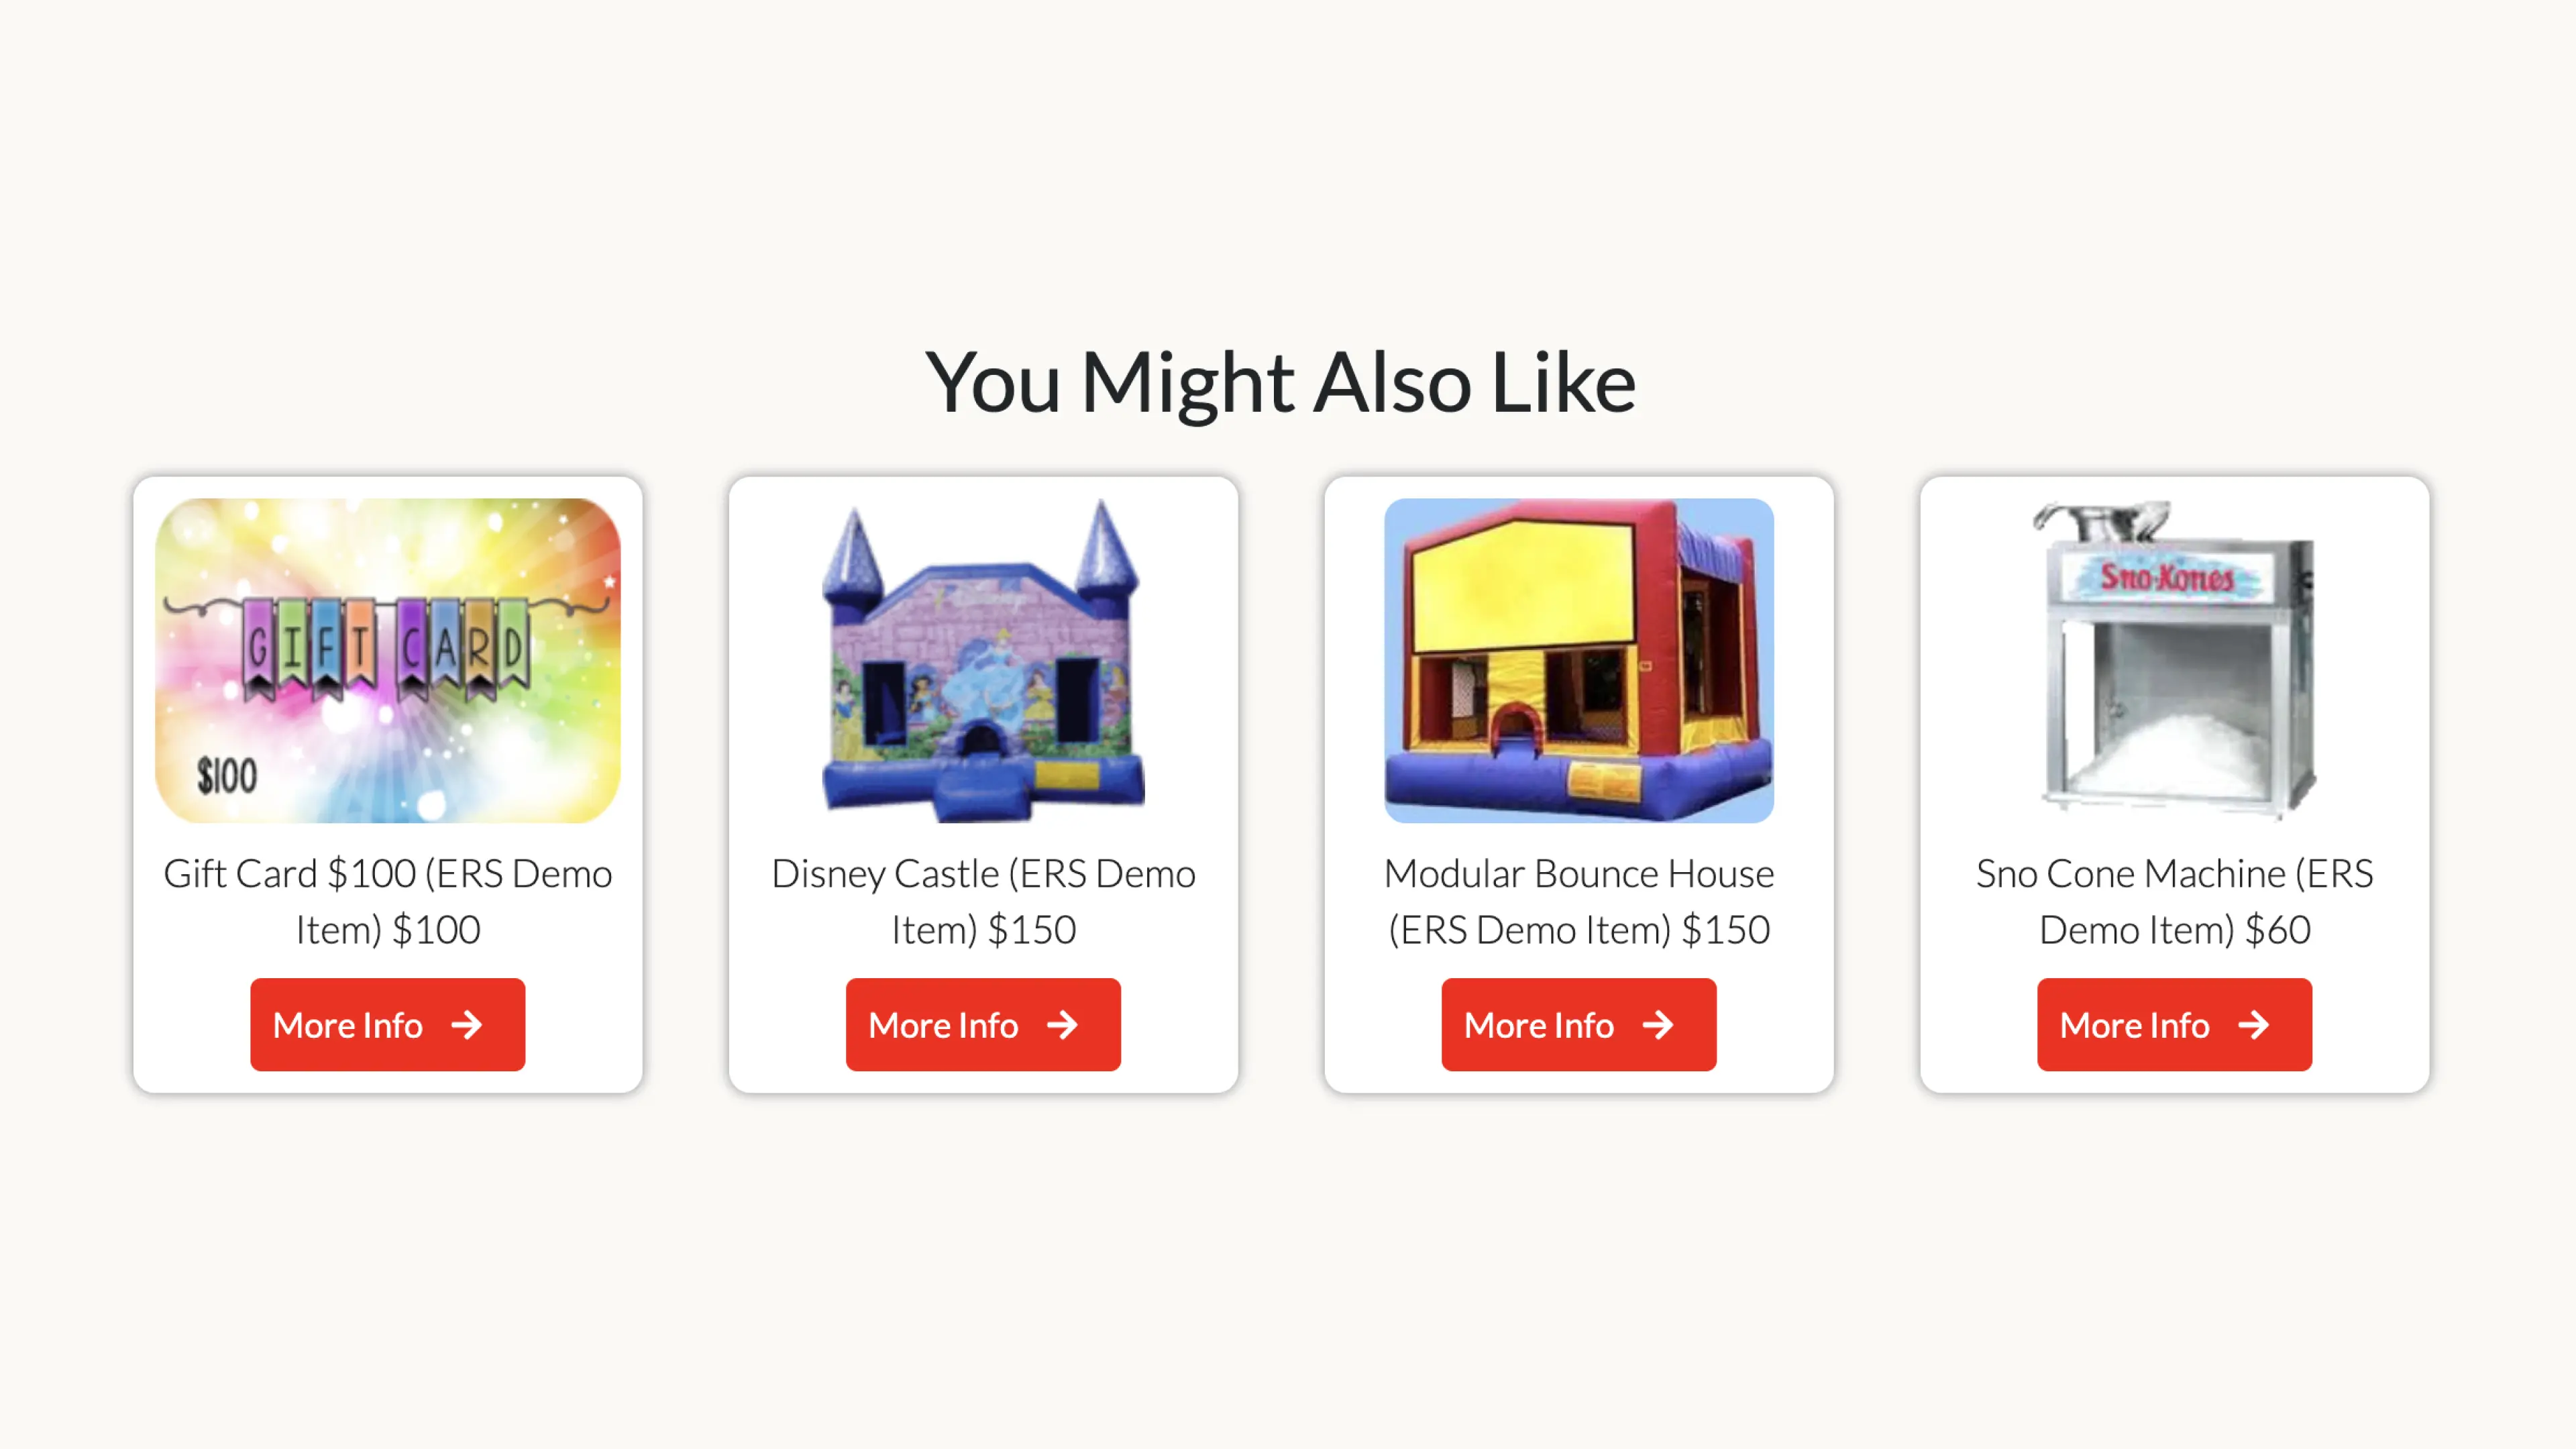 You Might Also Like
GIFT CARD
$100
Sno-Kones
Gift Card $100 (ERS Demo
Item) $100
Disney Castle (ERS Demo
Item) $150
Modular Bounce House
(ERS Demo Item) $150
Sno Cone Machine (ERS
Demo Item) $60
More Info
More Info
More Info
More Info